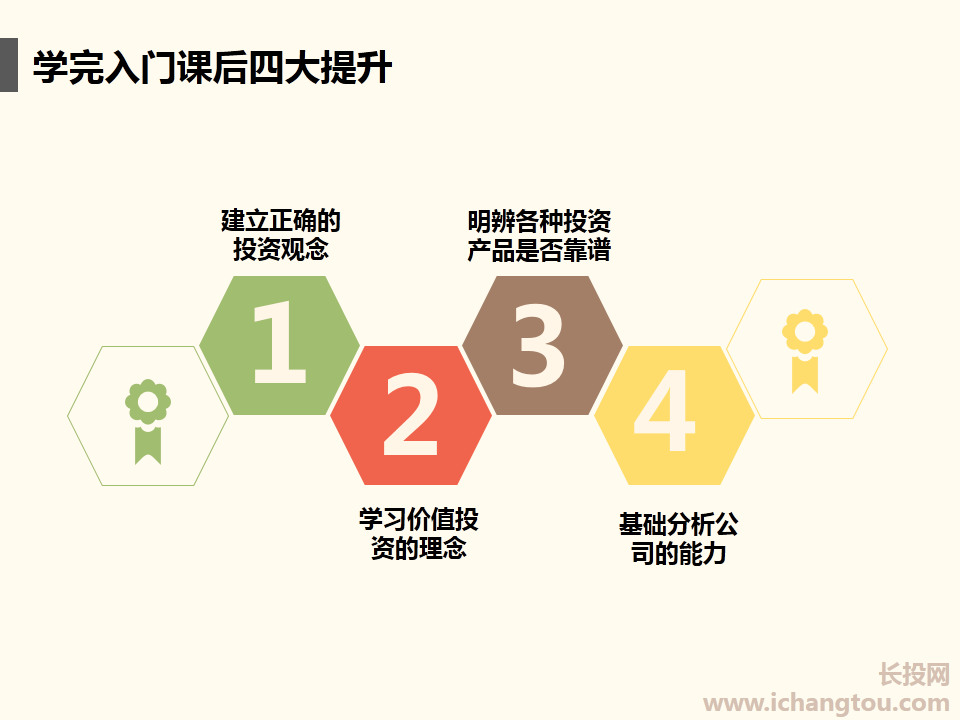 学完入门课后四大提升
建立正确的
投资观念
1
学习价值投
资的理念
2
明辨各种投资
产品是否靠谱
3
基础分析公
司的能力
4
长投网
www.ichangtou.com